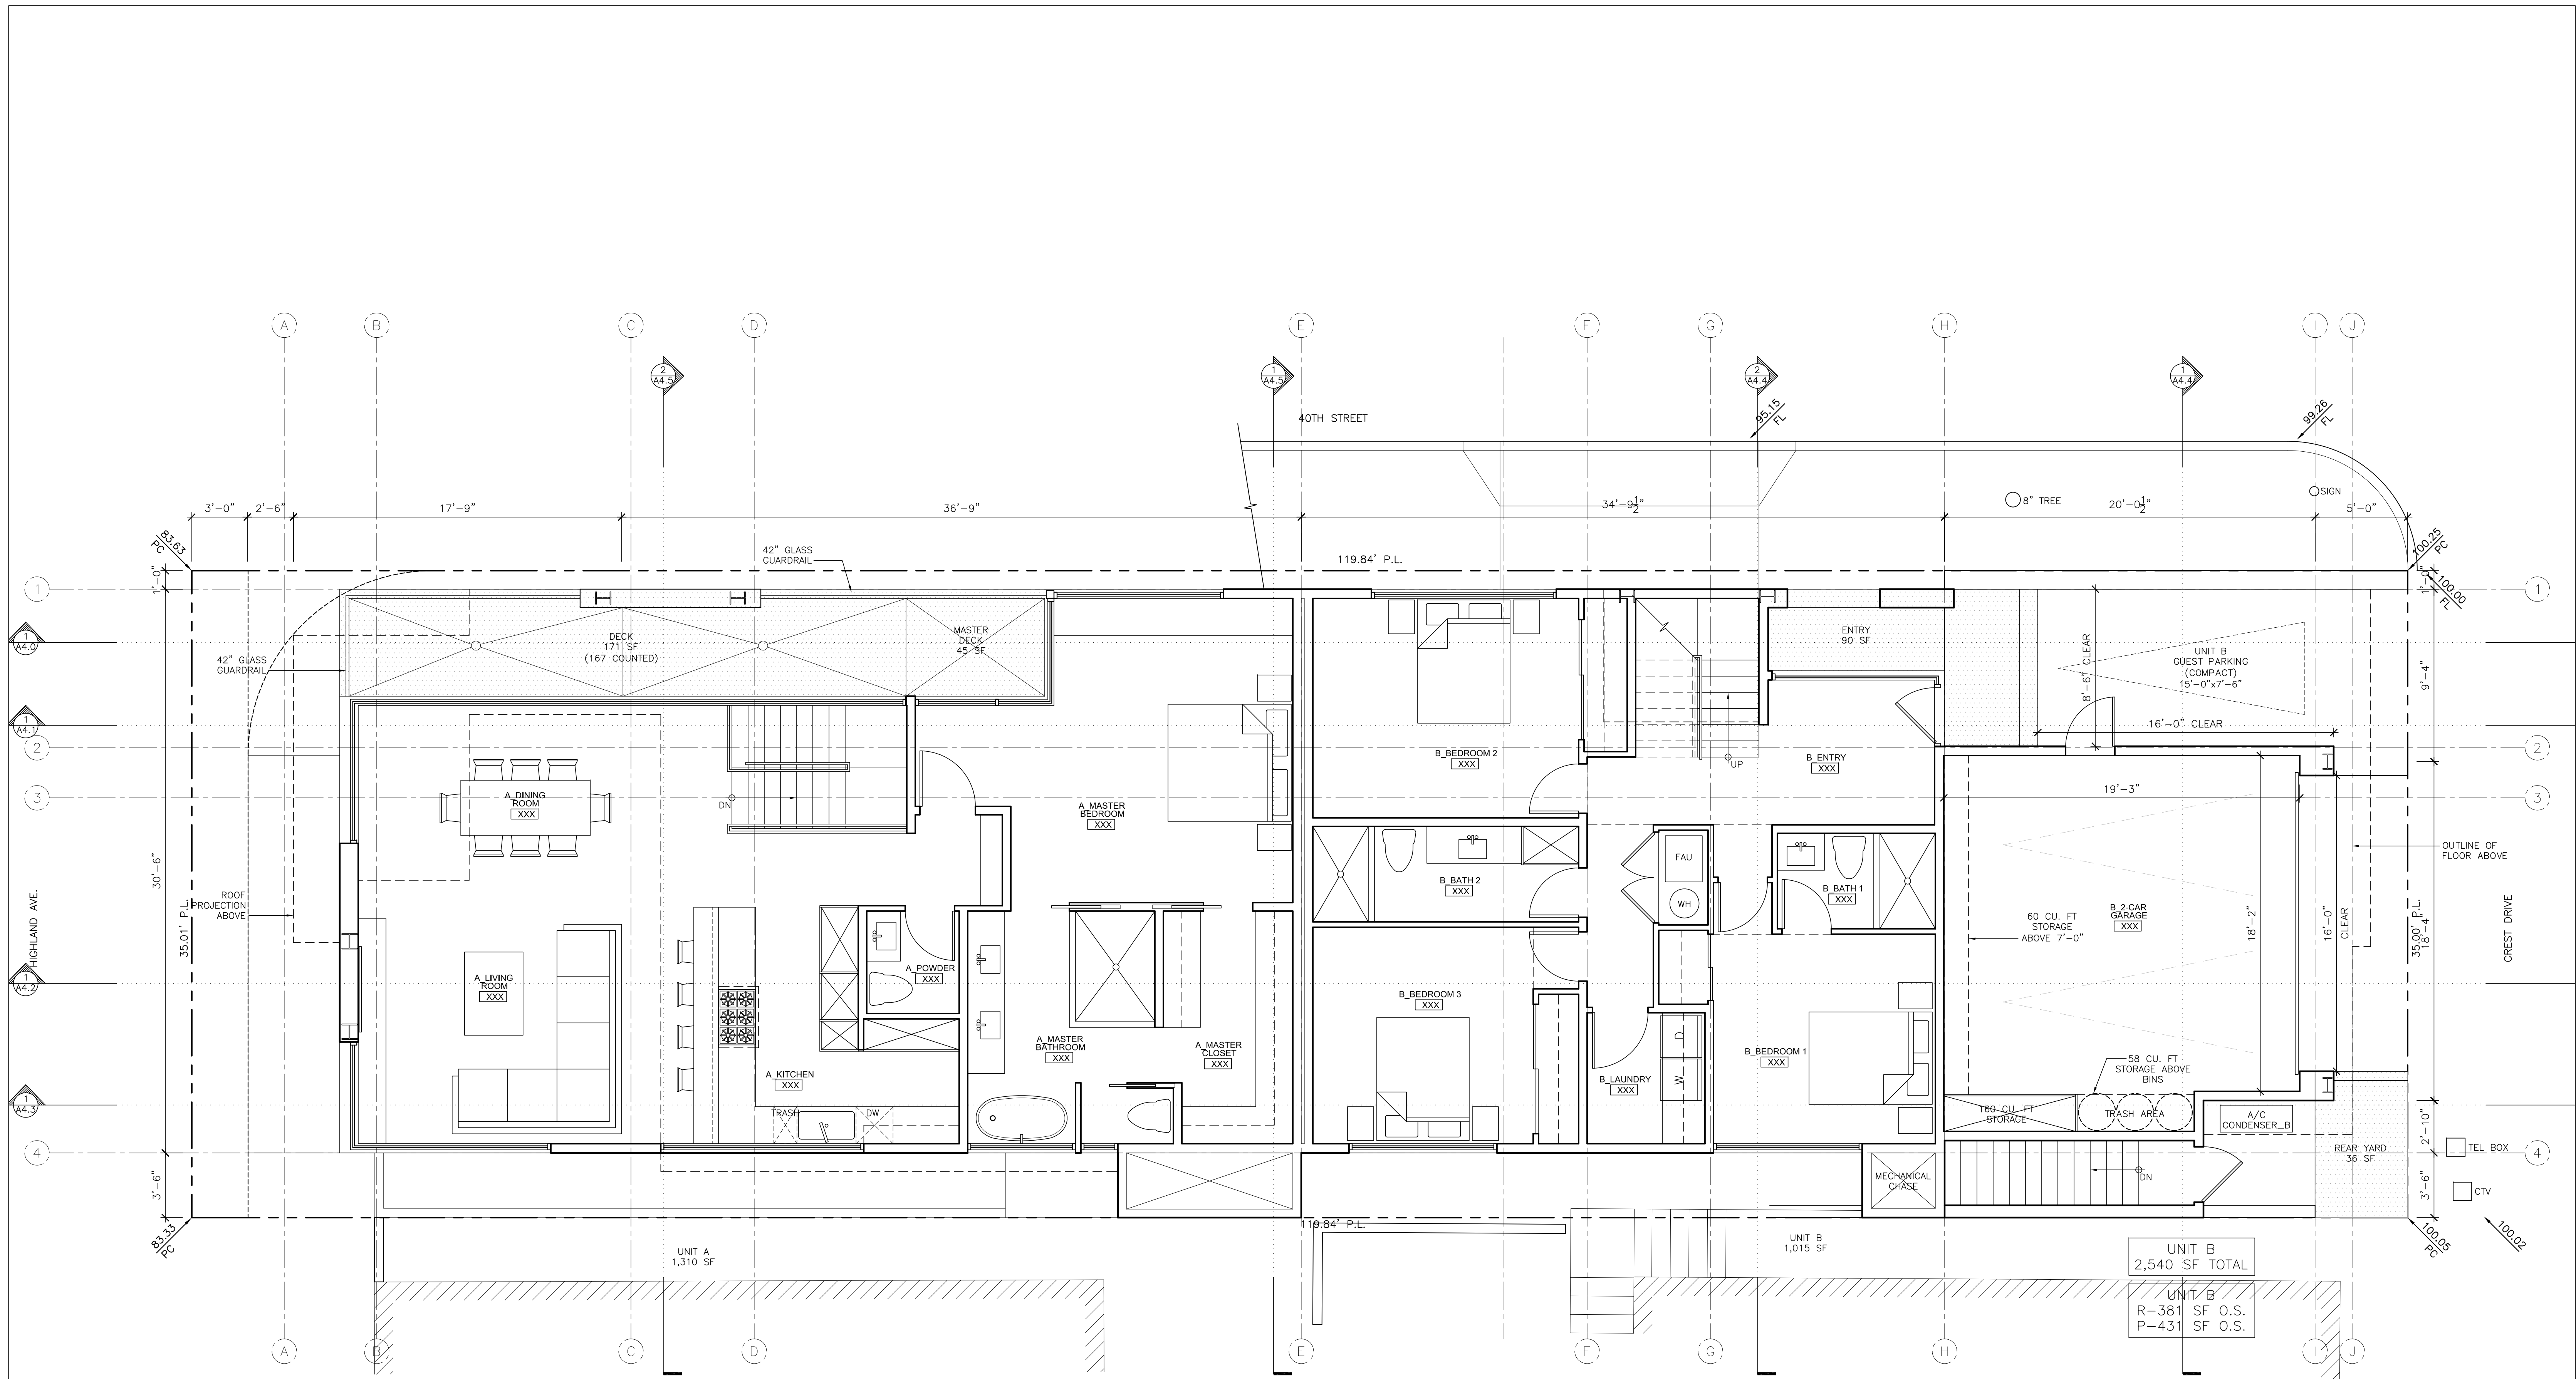 A
B
C
D
E
F
G
H
I
J
2
A4.5
1
A4.5
2
A4.4
1
A4.4
40TH STREET
95.15
FL
99.26
FL
8" TREE
SIGN
3'-0"
2'-6"
17'-9"
36'-9"
34'-9 1/2"
20'-0 1/2"
5'-0"
83.63
PC
42" GLASS
GUARDRAIL
119.84' P.L.
100.25
PC
100.00
FL
1'-0"
1'-0"
1
1
1
A4.0
DECK
171 SF
(167 COUNTED)
MASTER
DECK
45 SF
ENTRY
90 SF
42" GLASS
GUARDRAIL
8'-6" CLEAR
UNIT B
GUEST PARKING
(COMPACT)
15'-0"x7'-6"
9'-4"
1
A4.1
16'-0" CLEAR
2
2
B_BEDROOM 2
XXX
UP
B_ENTRY
XXX
3
3
A_DINING
ROOM
XXX
DN
A_MASTER
BEDROOM
XXX
19'-3"
30'-6"
HIGHLAND AVE.
35.01' P.L.
ROOF
PROJECTION
ABOVE
B_BATH 2
XXX
FAU
WH
B_BATH 1
XXX
OUTLINE OF
FLOOR ABOVE
60 CU. FT
STORAGE
ABOVE 7'-0"
B_2-CAR
GARAGE
XXX
18'-2"
16'-0"
CLEAR
35.00' P.L.
18'-4"
CREST DRIVE
1
A4.2
A_LIVING
ROOM
XXX
A_POWDER
XXX
B_BEDROOM 3
XXX
A_MASTER
BATHROOM
XXX
A_MASTER
CLOSET
XXX
A_KITCHEN
XXX
B_LAUNDRY
XXX
D
W
B_BEDROOM 1
XXX
58 CU. FT
STORAGE ABOVE
BINS
1
A4.3
TRASH
DW
160 CU. FT
STORAGE
TRASH AREA
A/C
CONDENSER_B
2'-10"
4
4
MECHANICAL
CHASE
DN
REAR YARD
36 SF
TEL BOX
CTV
3'-6"
3'-6"
83.33
PC
119.84' P.L.
100.05
PC
100.02
UNIT A
1,310 SF
UNIT B
1,015 SF
UNIT B
2,540 SF TOTAL
UNIT B
R-381 SF O.S.
P-431 SF O.S.
A
B
C
D
E
F
G
H
I
J